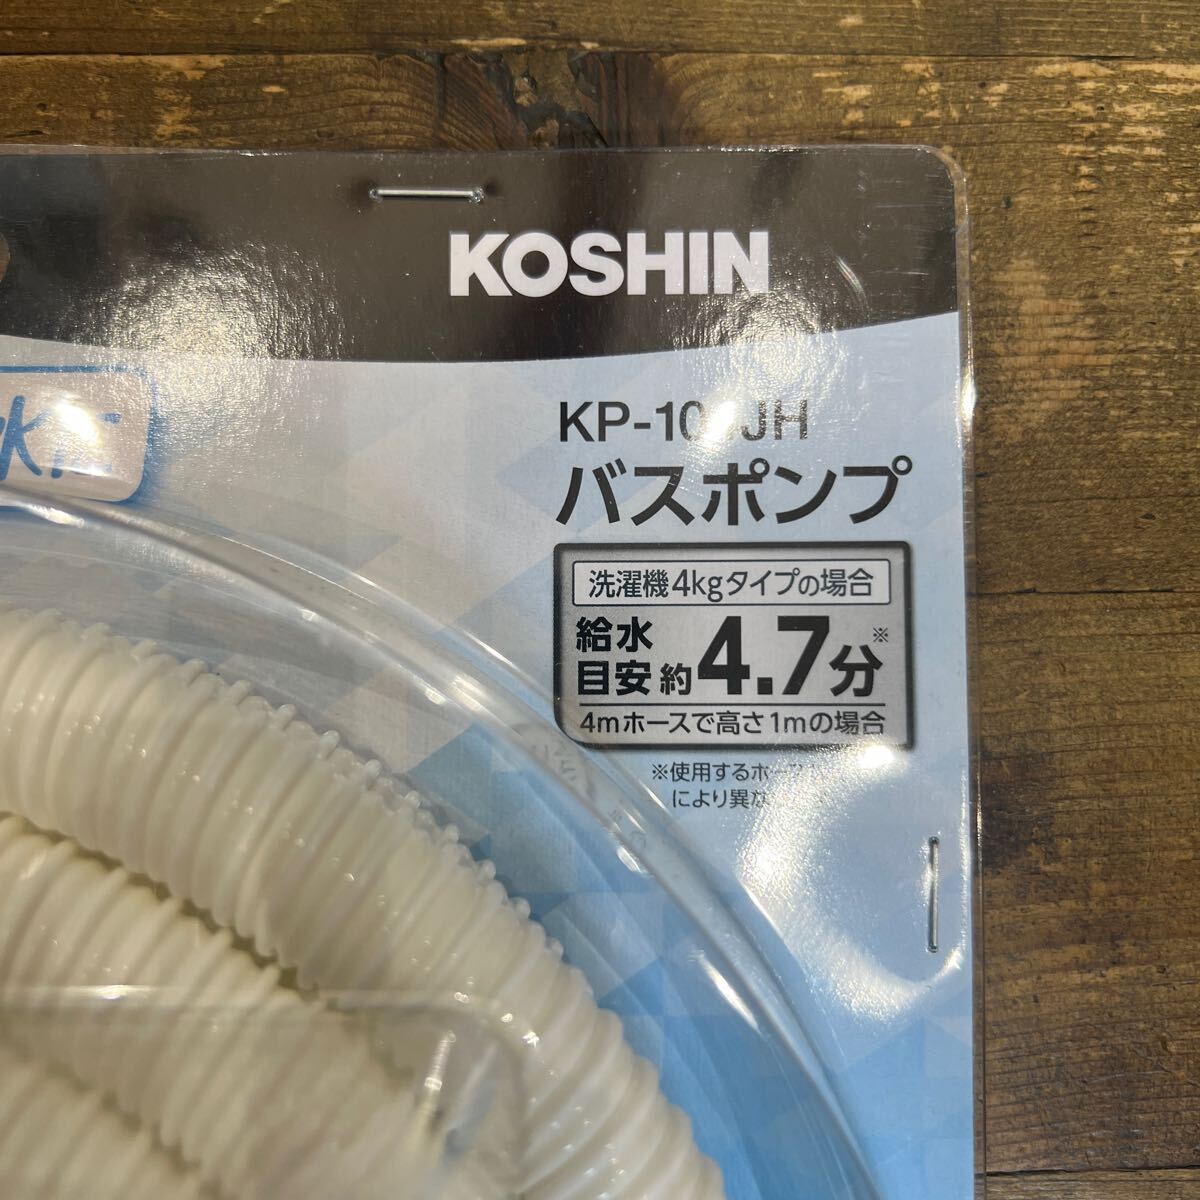 KOSHIN
バスポンプ
洗濯機4kgタイプの場合
給水
目安 約4.7分※
4mホースで高さ1mの場合
※使用するホース
により異な